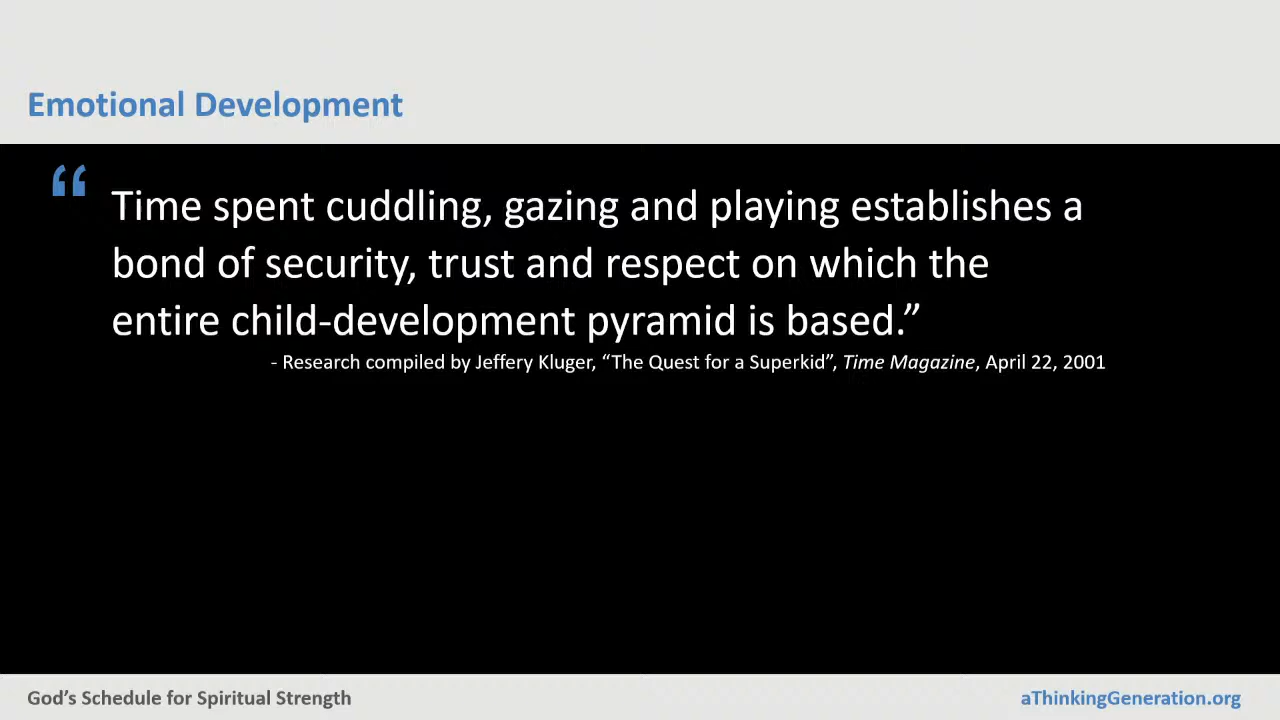 Emotional Development
“ Time spent cuddling, gazing and playing establishes a
bond of security, trust and respect on which the
entire child-development pyramid is based.”
- Research compiled by Jeffery Kluger, “The Quest for a Superkid”, Time Magazine, April 22, 2001
God’s Schedule for Spiritual Strength
aThinkingGeneration.org